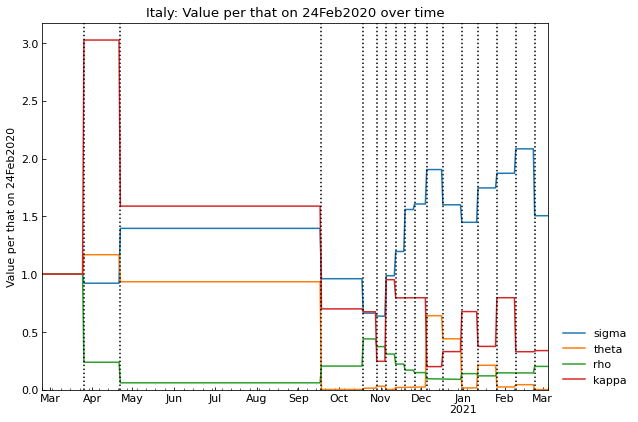 Italy: Value per that on 24Feb2020 over time
Value per that on 24Feb2020
3.0
2.5
2.0
1.5
1.0
0.5
0.0
Mar Apr May Jun Jul Aug Sep Oct Nov Dec Jan Feb Mar
2021
sigma
theta
rho
kappa